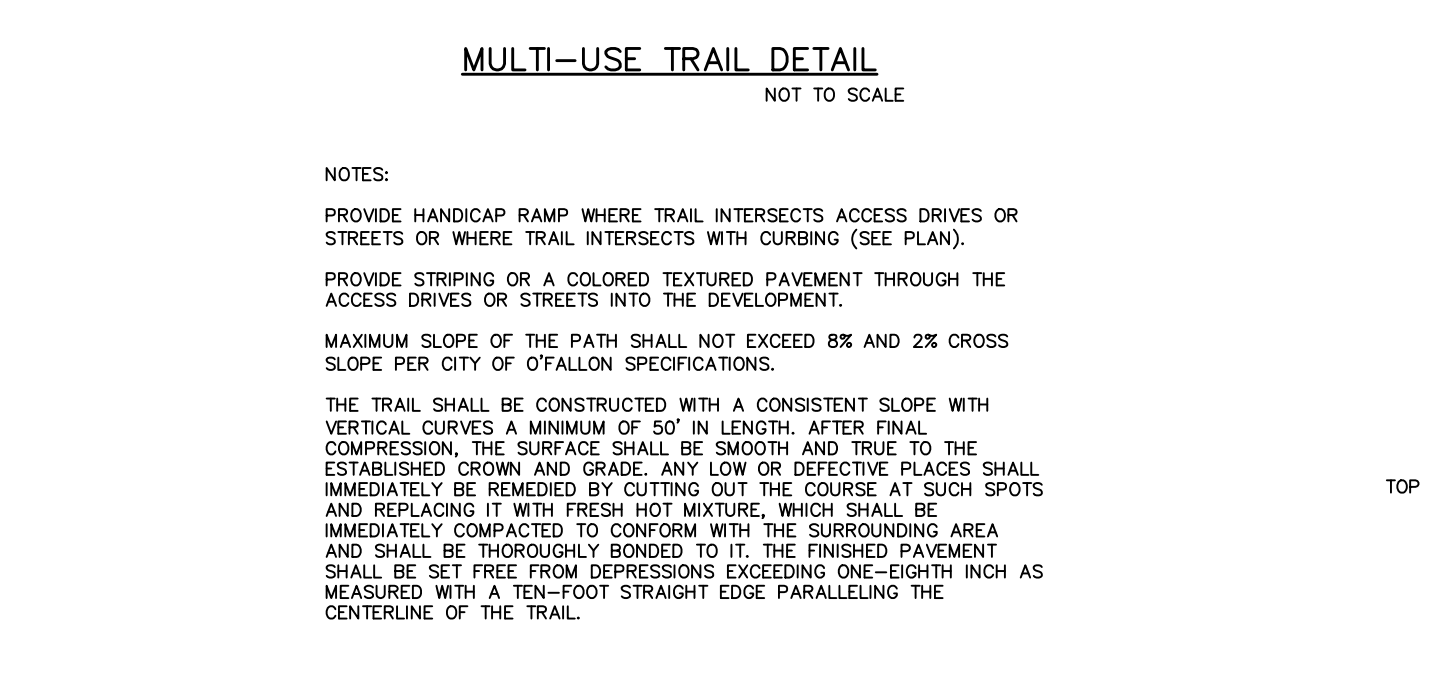 MULTI-USE TRAIL DETAIL
NOT TO SCALE
NOTES:
PROVIDE HANDICAP RAMP WHERE TRAIL INTERSECTS ACCESS DRIVES OR
STREETS OR WHERE TRAIL INTERSECTS WITH CURBING (SEE PLAN).
PROVIDE STRIPING OR A COLORED TEXTURED PAVEMENT THROUGH THE
ACCESS DRIVES OR STREETS INTO THE DEVELOPMENT.
MAXIMUM SLOPE OF THE PATH SHALL NOT EXCEED 8% AND 2% CROSS
SLOPE PER CITY OF O'FALLON SPECIFICATIONS.
THE TRAIL SHALL BE CONSTRUCTED WITH A CONSISTENT SLOPE WITH
VERTICAL CURVES A MINIMUM OF 50' IN LENGTH. AFTER FINAL
COMPRESSION, THE SURFACE SHALL BE SMOOTH AND TRUE TO THE
ESTABLISHED CROWN AND GRADE. ANY LOW OR DEFECTIVE PLACES SHALL
IMMEDIATELY BE REMEDIED BY CUTTING OUT THE COURSE AT SUCH SPOTS
AND REPLACING IT WITH FRESH HOT MIXTURE, WHICH SHALL BE
IMMEDIATELY COMPACTED TO CONFORM WITH THE SURROUNDING AREA
AND SHALL BE THOROUGHLY BONDED TO IT. THE FINISHED PAVEMENT
SHALL BE SET FREE FROM DEPRESSIONS EXCEEDING ONE-EIGHTH INCH AS
MEASURED WITH A TEN-FOOT STRAIGHT EDGE PARALLELING THE
CENTERLINE OF THE TRAIL.
TOP